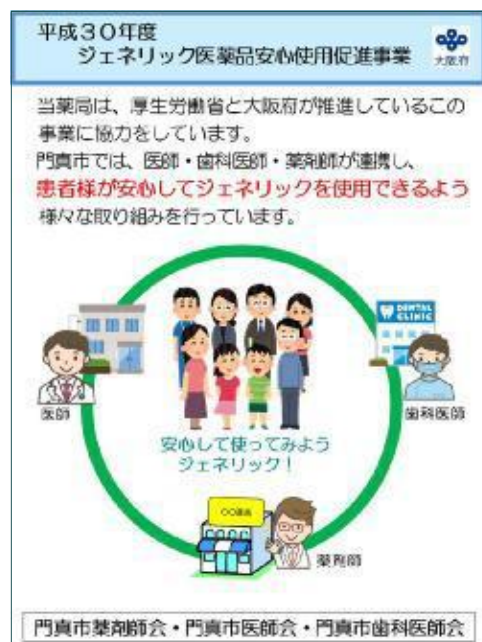 平成３０年度
ジェネリック医薬品安心使用促進事業
大阪府
当薬局は、厚生労働省と大阪府が推進しているこの
事業に協力をしています。
門真市では、医師・歯科医師・薬剤師が連携し、
患者様が安心してジェネリックを使用できるよう
様々な取り組みを行っています。
DENTAL
CLINIC
医師
歯科医師
安心して使ってみよう
ジェネリック！
〇〇薬局
薬剤師
門真市薬剤師会・門真市医師会・門真市歯科医師会